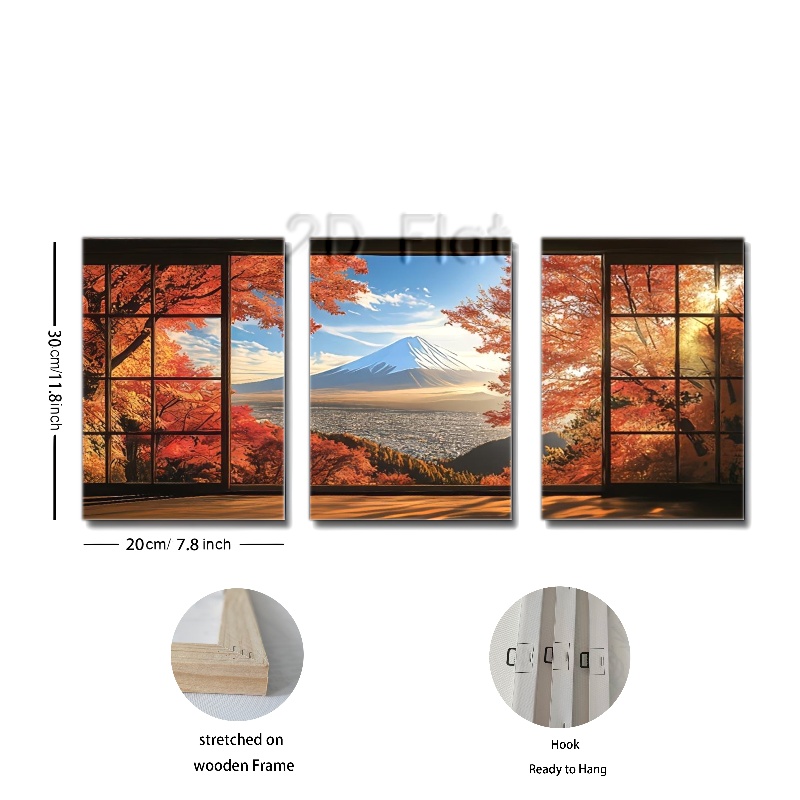 2D Flat
30cm/11.8inch
20cm/ 7.8 inch
stretched on
wooden Frame
Hook
Ready to Hang